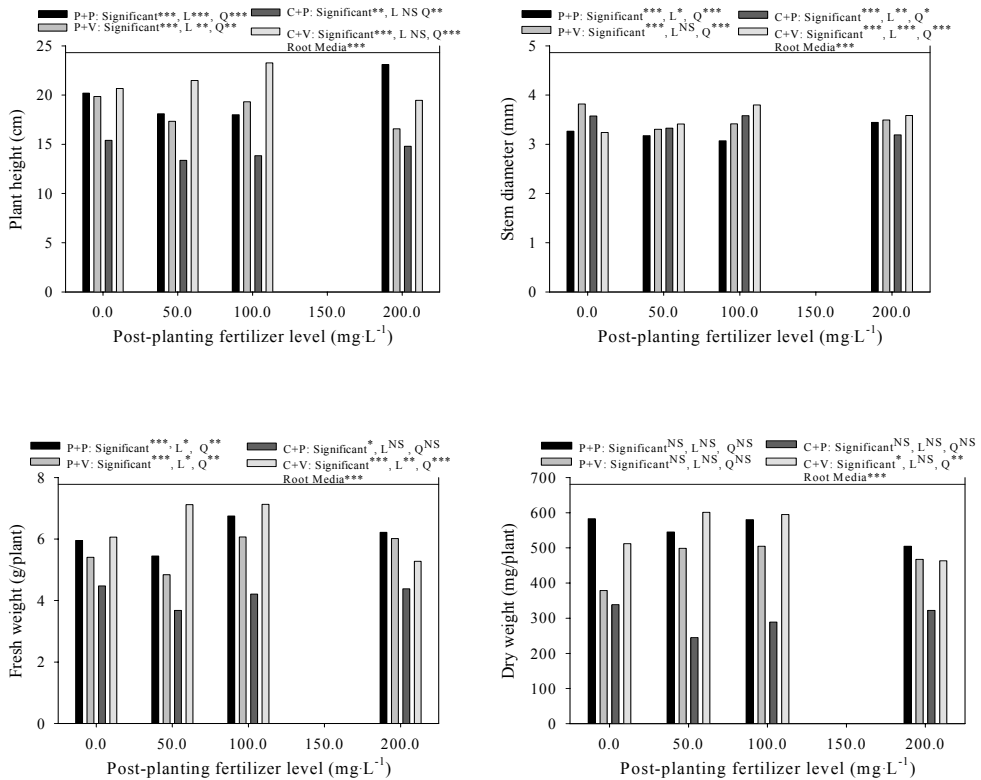 P+P: Significant***, L***, Q***
P+V: Significant***, L **, Q**
C+P: Significant**, L NS Q**
C+V: Significant***, L NS, Q***
Root Media***
25
20
15
10
5
0
Plant height (cm)
0.0 50.0 100.0 150.0 200.0
Post-planting fertilizer level (mg·L-1)
P+P: Significant***, L*, Q***
P+V: Significant***, LNS, Q***
C+P: Significant***, L**, Q*
C+V: Significant***, L***, Q***
Root Media***
5
4
3
2
1
0
Stem diameter (mm)
0.0 50.0 100.0 150.0 200.0
Post-planting fertilizer level (mg·L-1)
P+P: Significant***, L*, Q**
P+V: Significant***, L*, Q**
C+P: Significant*, LNS, QNS
C+V: Significant***, L**, Q***
Root Media***
8
6
4
2
0
Fresh weight (g/plant)
0.0 50.0 100.0 150.0 200.0
Post-planting fertilizer level (mg·L-1)
P+P: SignificantNS, LNS, QNS
P+V: SignificantNS, LNS, QNS
C+P: SignificantNS, LNS, QNS
C+V: Significant*, LNS, Q**
Root Media***
700
600
500
400
300
200
100
0
Dry weight (mg/plant)
0.0 50.0 100.0 150.0 200.0
Post-planting fertilizer level (mg·L-1)